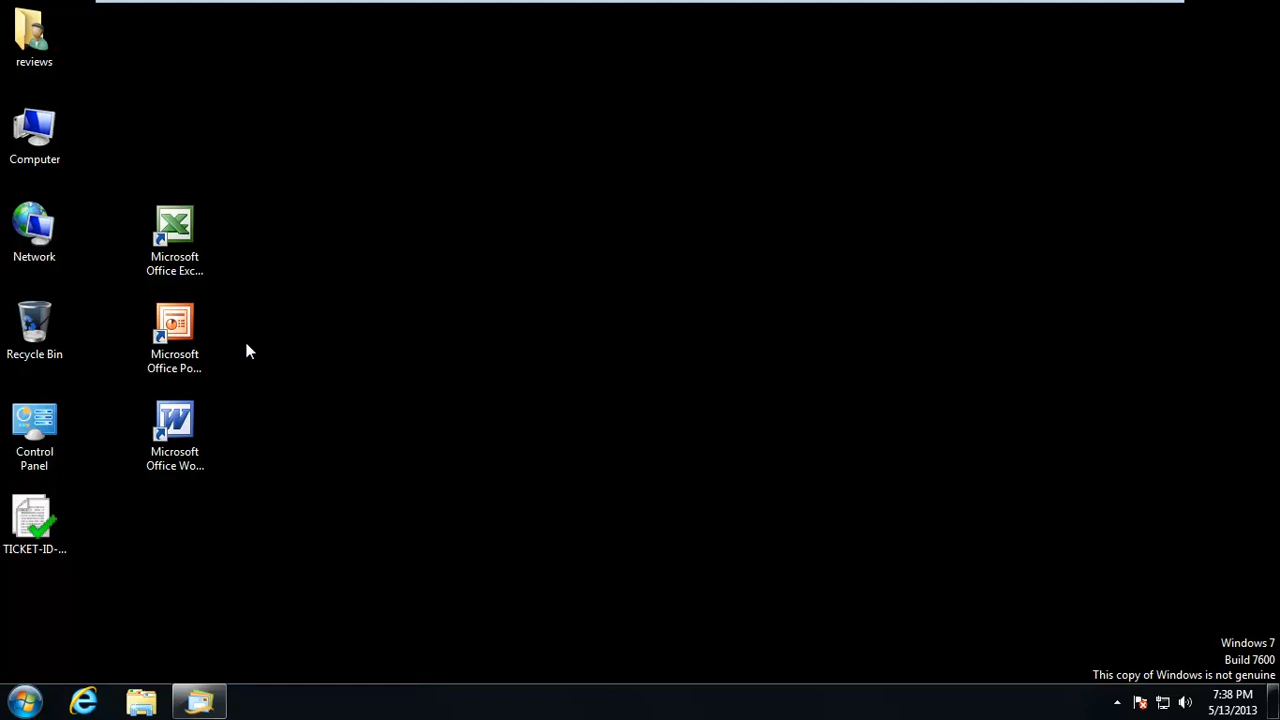 reviews
Computer
Network
Recycle Bin
Control
Panel
TICKET-ID-...
Microsoft
Office Exc...
Microsoft
Office Po...
Microsoft
Office Wo...
Windows 7
Build 7600
This copy of Windows is not genuine
7:38 PM
5/13/2013